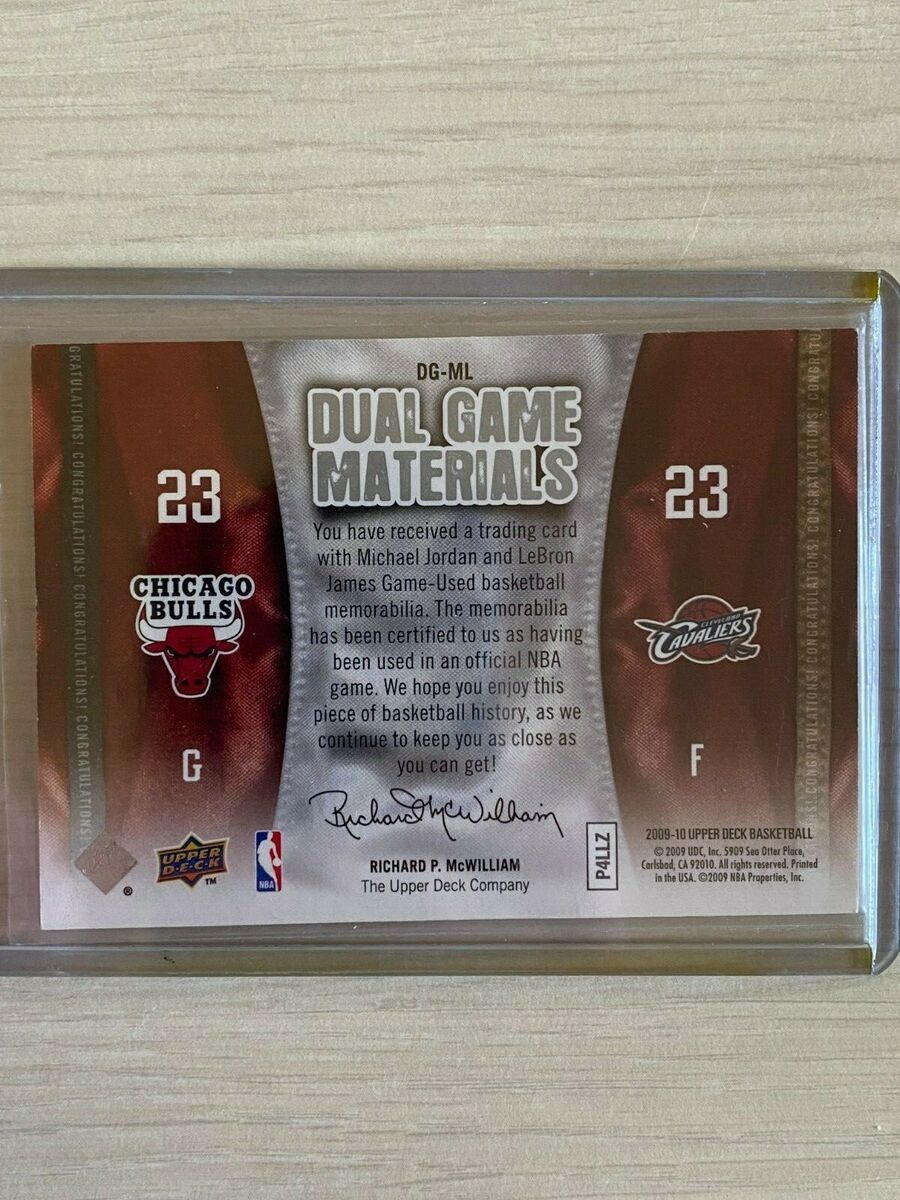 DG-ML
DUAL GAME
MATERIALS
23
CHICAGO
BULLS
G
You have received a trading card
with Michael Jordan and LeBron
James Game-Used basketball
memorabilia. The memorabilia
has been certified to us as having
been used in an official NBA
game. We hope you enjoy this
piece of basketball history, as we
continue to keep you as close as
you can get!
Richard McWilliam
RICHARD P. McWILLIAM
The Upper Deck Company
23
CLEVELAND
CAVALIERS
F
GRATULATIONS! CONGRATULATIONS! CONGRATULATIONS! CONGRATULATIONS!
S! CONGRATULATIONS! CONGRATULATIONS! CONGRATULATIONS! CONGRATU
®
UPPER
D·E·C·K
TM
NBA
P4LLZ
2009-10 UPPER DECK BASKETBALL
© 2009 UDC, Inc. 5909 Sea Otter Place,
Carlsbad, CA 92010. All rights reserved. Printed
in the USA. ©2009 NBA Properties, Inc.